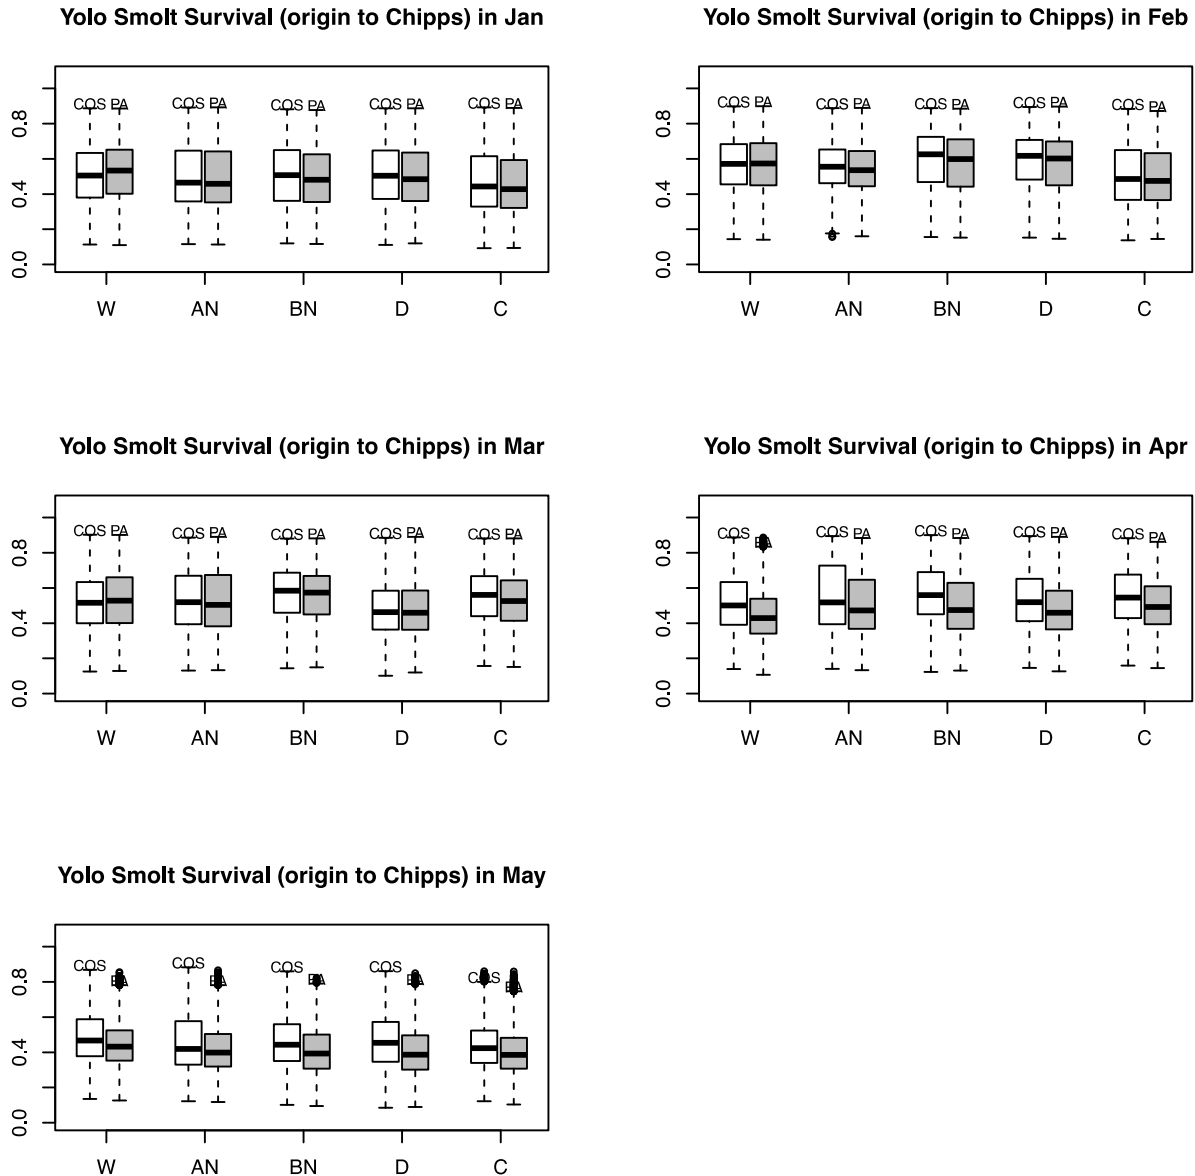 Yolo Smolt Survival (origin to Chipps) in Jan
COS PA COS PA COS PA COS PA COS PA
0.8
0.4
0.0
W AN BN D C
Yolo Smolt Survival (origin to Chipps) in Feb
COS PA COS PA COS PA COS PA COS PA
0.8
0.4
0.0
W AN BN D C
Yolo Smolt Survival (origin to Chipps) in Mar
COS PA COS PA COS PA COS PA COS PA
0.8
0.4
0.0
W AN BN D C
Yolo Smolt Survival (origin to Chipps) in Apr
COS PA COS PA COS PA COS PA COS PA
0.8
0.4
0.0
W AN BN D C
Yolo Smolt Survival (origin to Chipps) in May
COS PA COS PA COS PA COS PA COS PA
0.8
0.4
0.0
W AN BN D C